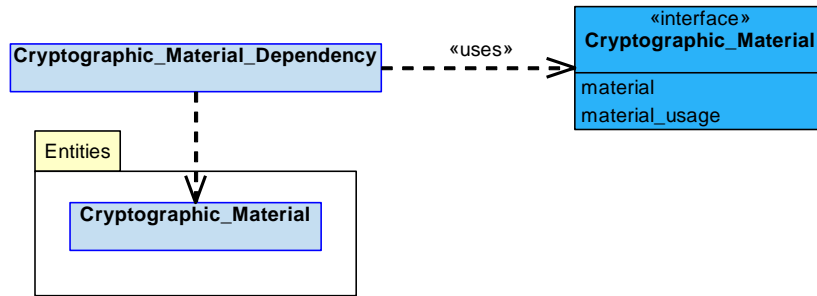 Cryptographic_Material_Dependency
«uses»
«interface»
Cryptographic_Material
material
material_usage
Entities
Cryptographic_Material